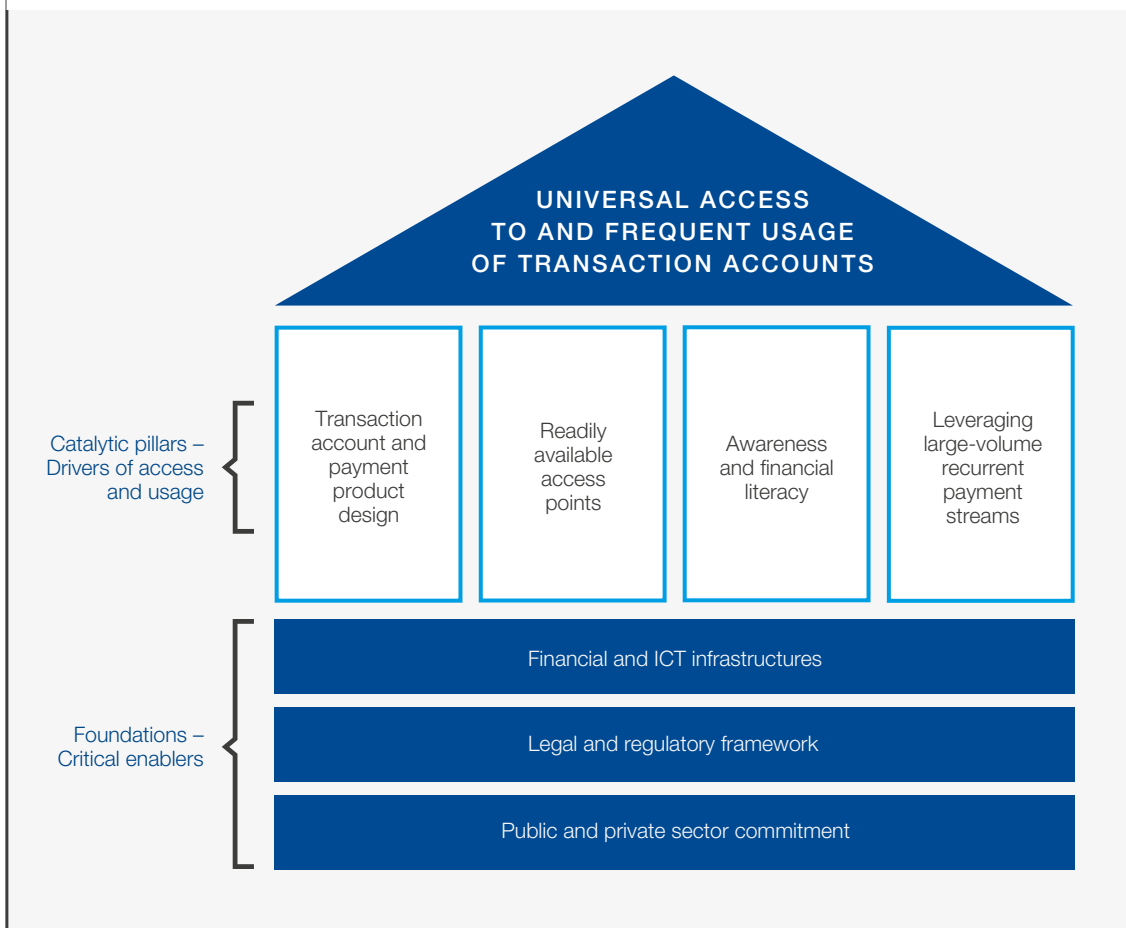 UNIVERSAL ACCESS
TO AND FREQUENT USAGE
OF TRANSACTION ACCOUNTS
Catalytic pillars –
Drivers of access
and usage
Transaction
account and
payment
product
design
Readily
available
access
points
Awareness
and financial
literacy
Leveraging
large-volume
recurrent
payment
streams
Foundations –
Critical enablers
Financial and ICT infrastructures
Legal and regulatory framework
Public and private sector commitment